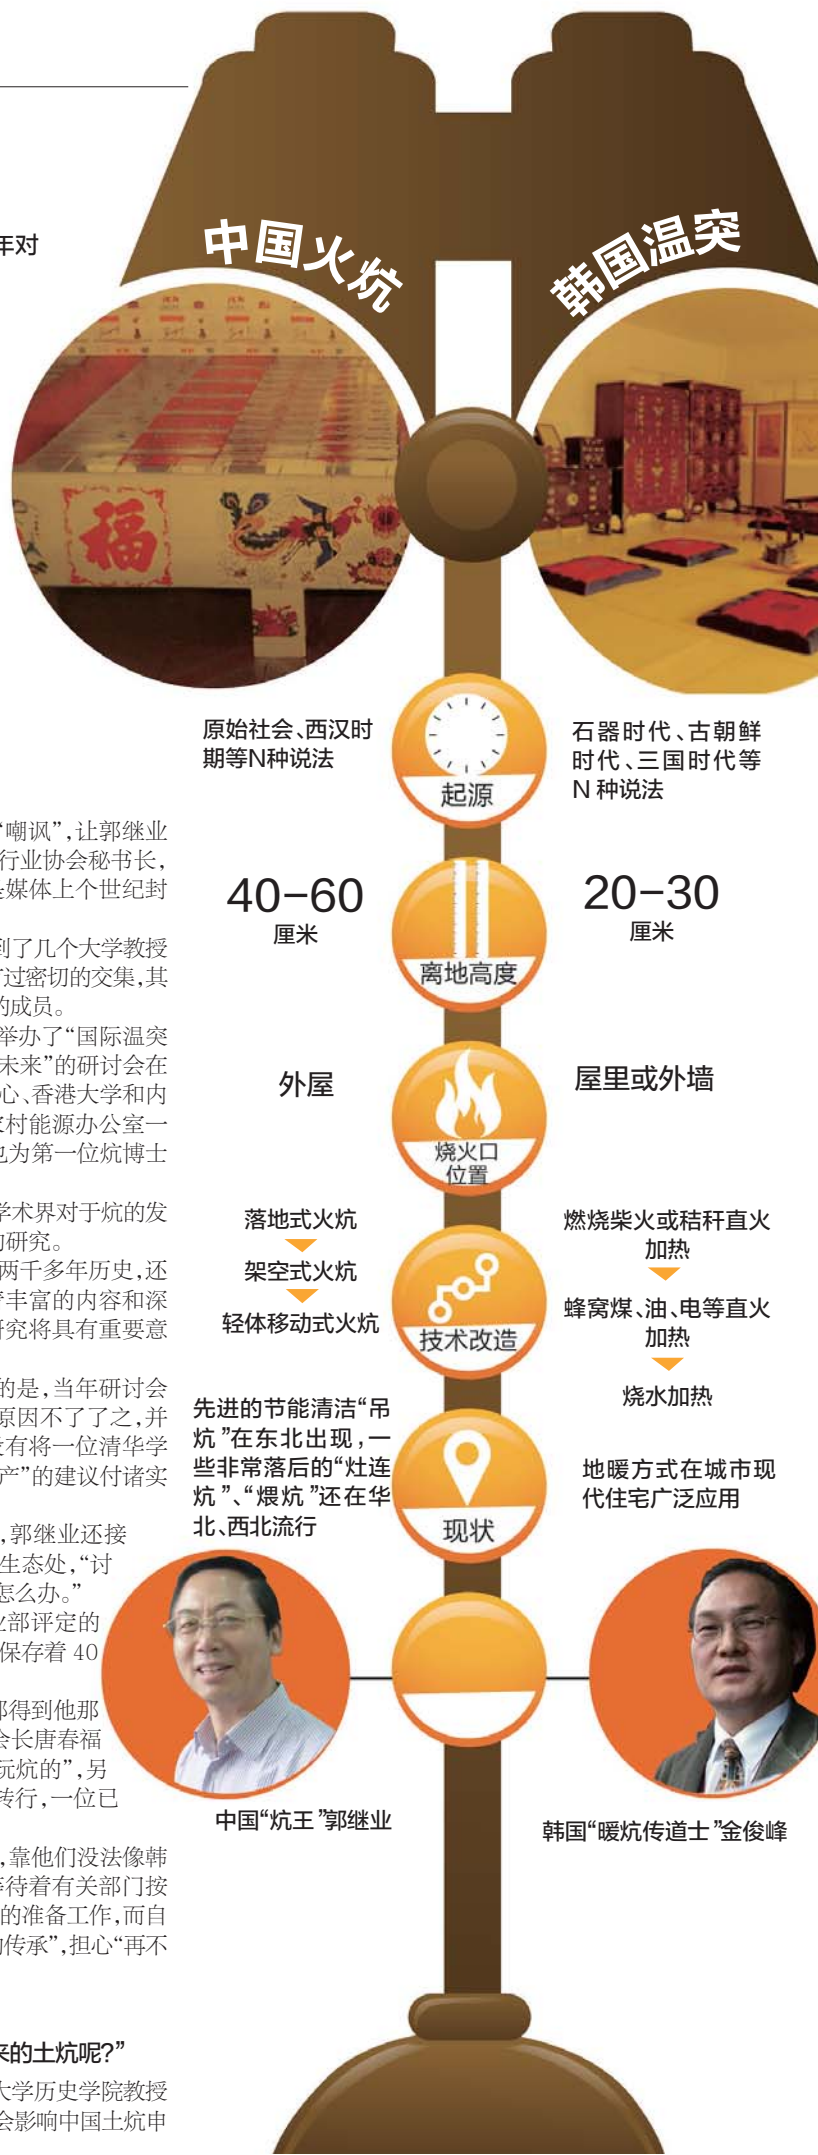 年对
中国火炕
韩国温突
福
原始社会、西汉时
期等N种说法
起源
石器时代、古朝鲜
时代、三国时代等
N 种说法
40-60
厘米
离地高度
20-30
厘米
外屋
烧火口
位置
屋里或外墙
落地式火炕
架空式火炕
轻体移动式火炕
技术改造
燃烧柴火或秸秆直火
加热
蜂窝煤、油、电等直火
加热
烧水加热
先进的节能清洁“吊
炕”在东北出现,一
些非常落后的“灶连
炕”、“煨炕”还在华
北、西北流行
现状
地暖方式在城市现
代住宅广泛应用
中国“炕王”郭继业
韩国“暖炕传道士”金俊峰
“嘲讽”,让郭继业
行业协会秘书长,
是媒体上个世纪封
到了几个大学教授
有过密切的交集,其
的成员。
举办了“国际温突
未来”的研讨会在
心、香港大学和内
农村能源办公室一
也为第一位炕博士
学术界对于炕的发
的研究。
两千多年历史,还
着丰富的内容和深
研究将具有重要意
的是,当年研讨会
原因不了了之,并
没有将一位清华学
产”的建议付诸实
,郭继业还接
生态处,“讨
怎么办。”
业部评定的
保存着 40
都得到他那
会长唐春福
玩炕的”,另
转行,一位已
,靠他们没法像韩
等待着有关部门按
的准备工作,而自
的传承”,担心“再不
来的土炕呢?”
大学历史学院教授
会影响中国土炕申